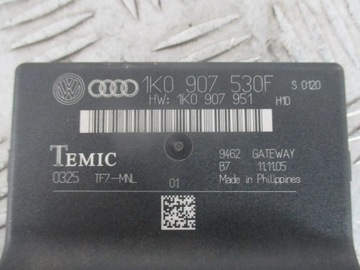 1K0 907 530F S 0120
HW: 1K0 907 951 H10
TEMIC
0325 TF7-MNL 01
9462 GATEWAY
B7 11.11.05
Made in Philippines